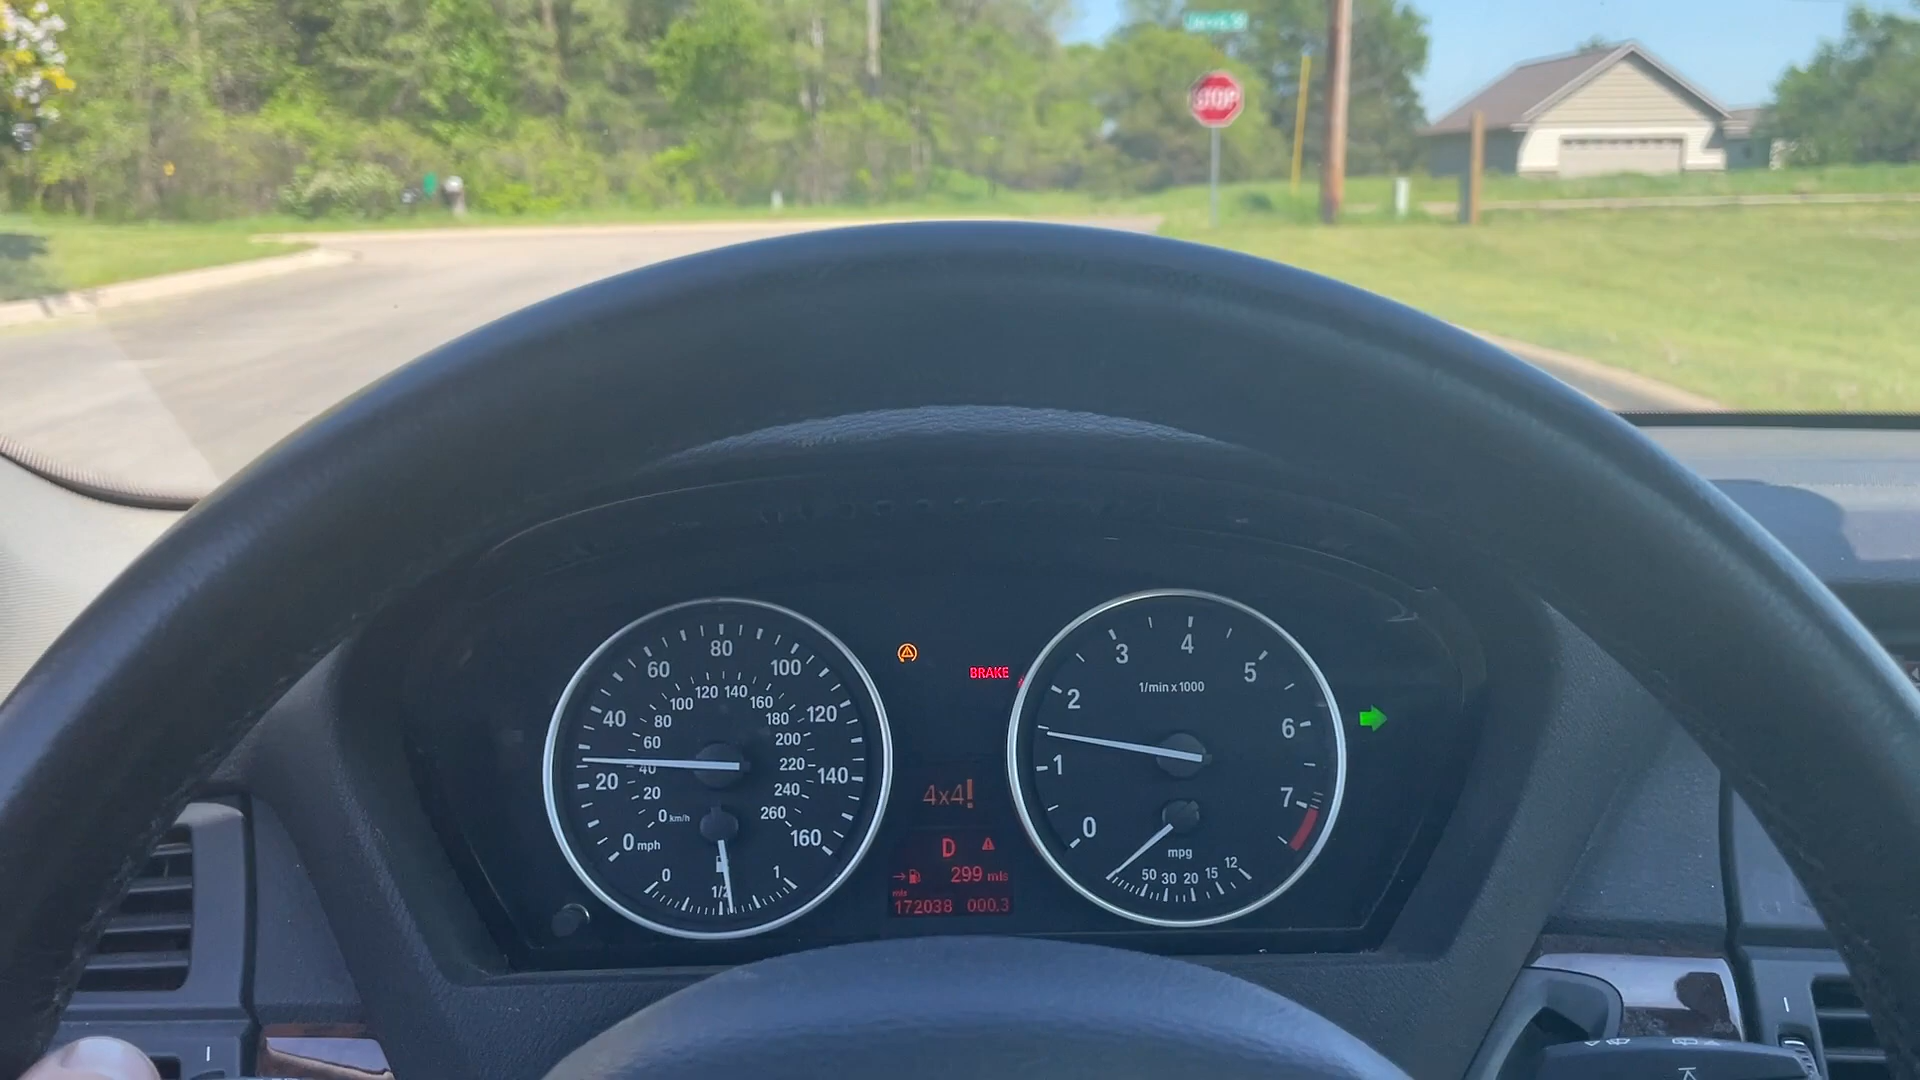 STOP
80
60
100
40
120
20
140
0 mph
160
120 140
100
160
80
180
60
200
40
220
20
240
0 km/h
260
0
1/2
1
BRAKE
4x4!
D
299 mls
mls
172038 000.3
4
3
5
1/min x 1000
2
6
1
7
0
mpg
50 30 20 15 12